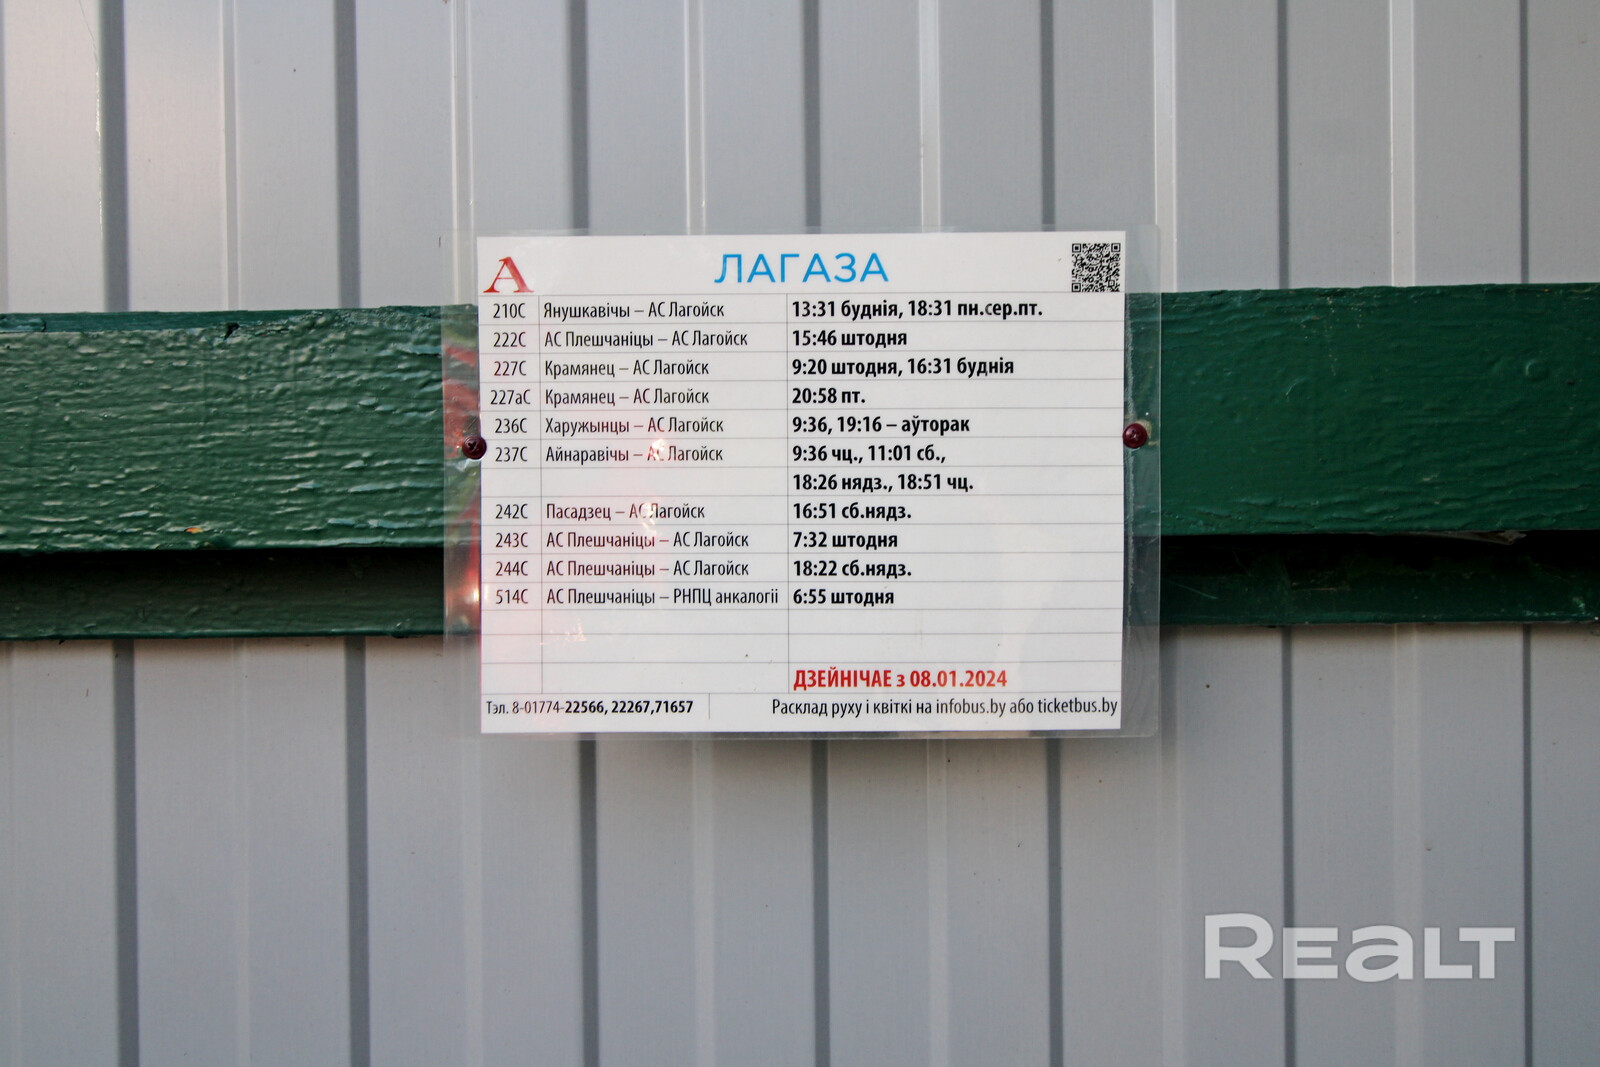 А ЛАГАЗА
210С Янушкавічы – АС Лагойск 13:31 буднія, 18:31 пн.сер.пт.
222С АС Плешчаніцы – АС Лагойск 15:46 штодня
227С Крамянец – АС Лагойск 9:20 штодня, 16:31 буднія
227аС Крамянец – АС Лагойск 20:58 пт.
236С Харужынцы – АС Лагойск 9:36, 19:16 – аўторак
237С Айнаравічы – АС Лагойск 9:36 чц., 11:01 сб.,
18:26 нядз., 18:51 чц.
242С Пасадзец – АС Лагойск 16:51 сб.нядз.
243С АС Плешчаніцы – АС Лагойск 7:32 штодня
244С АС Плешчаніцы – АС Лагойск 18:22 сб.нядз.
514С АС Плешчаніцы – РНПЦ анкалогіі 6:55 штодня
ДЗЕЙНІЧАЕ з 08.01.2024
Тэл. 8-01774-22566, 22267,71657 Расклад руху і квіткі на infobus.by або ticketbus.by
REALT